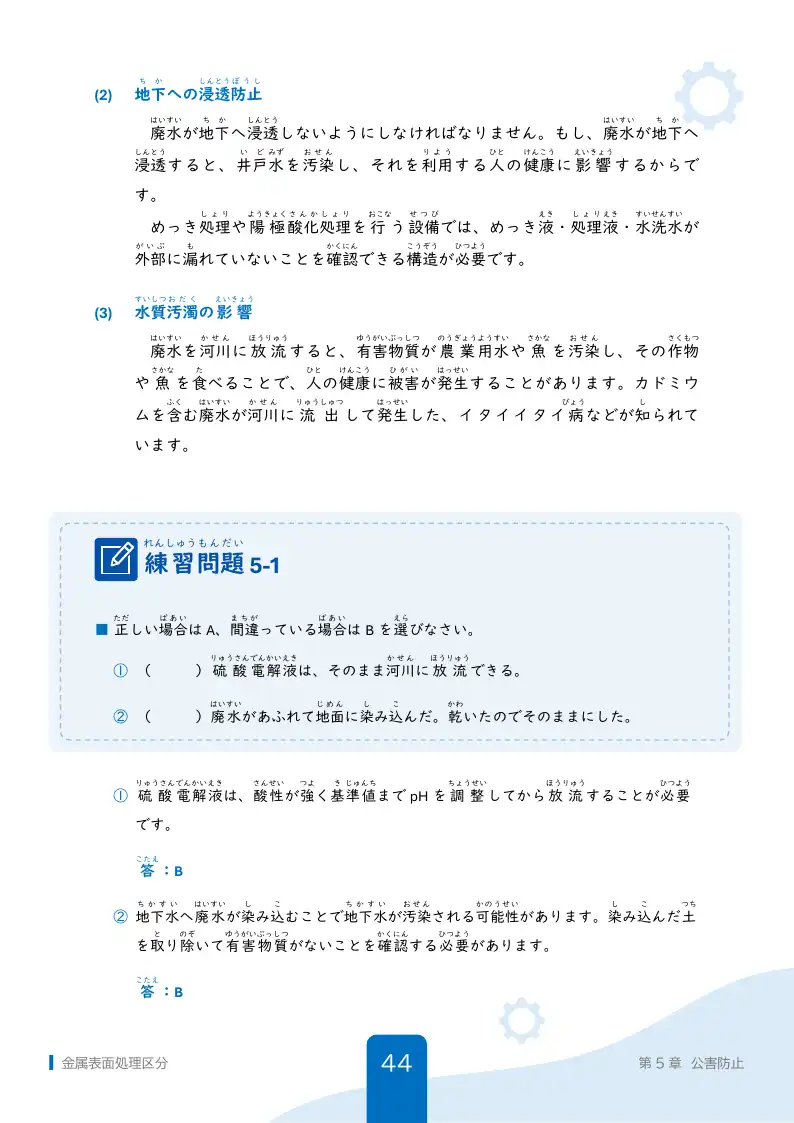 (2) 地下への浸透防止
廃水が地下へ浸透しないようにしなければなりません。もし、廃水が地下へ
浸透すると、井戸水を汚染し、それを利用する人の健康に影響するからで
す。
めっき処理や陽極酸化処理を行う設備では、めっき液・処理液・水洗水が
外部に漏れていないことを確認できる構造が必要です。
(3) 水質汚濁の影響
廃水を河川に放流すると、有害物質が農業用水や魚を汚染し、その作物
や魚を食べることで、人の健康に被害が発生することがあります。カドミウ
ムを含む廃水が河川に流出して発生した、イタイイタイ病などが知られて
います。
練習問題 5-1
■ 正しい場合は A、間違っている場合は B を選びなさい。
① （　　）硫酸電解液は、そのまま河川に放流できる。
② （　　）廃水があふれて地面に染み込んだ。乾いたのでそのままにした。
① 硫酸電解液は、酸性が強く基準値まで pH を調整してから放流することが必要
です。
答：B
② 地下水へ廃水が染み込むことで地下水が汚染される可能性があります。染み込んだ土
を取り除いて有害物質がないことを確認する必要があります。
答：B
金属表面処理区分
44
第 5 章 公害防止